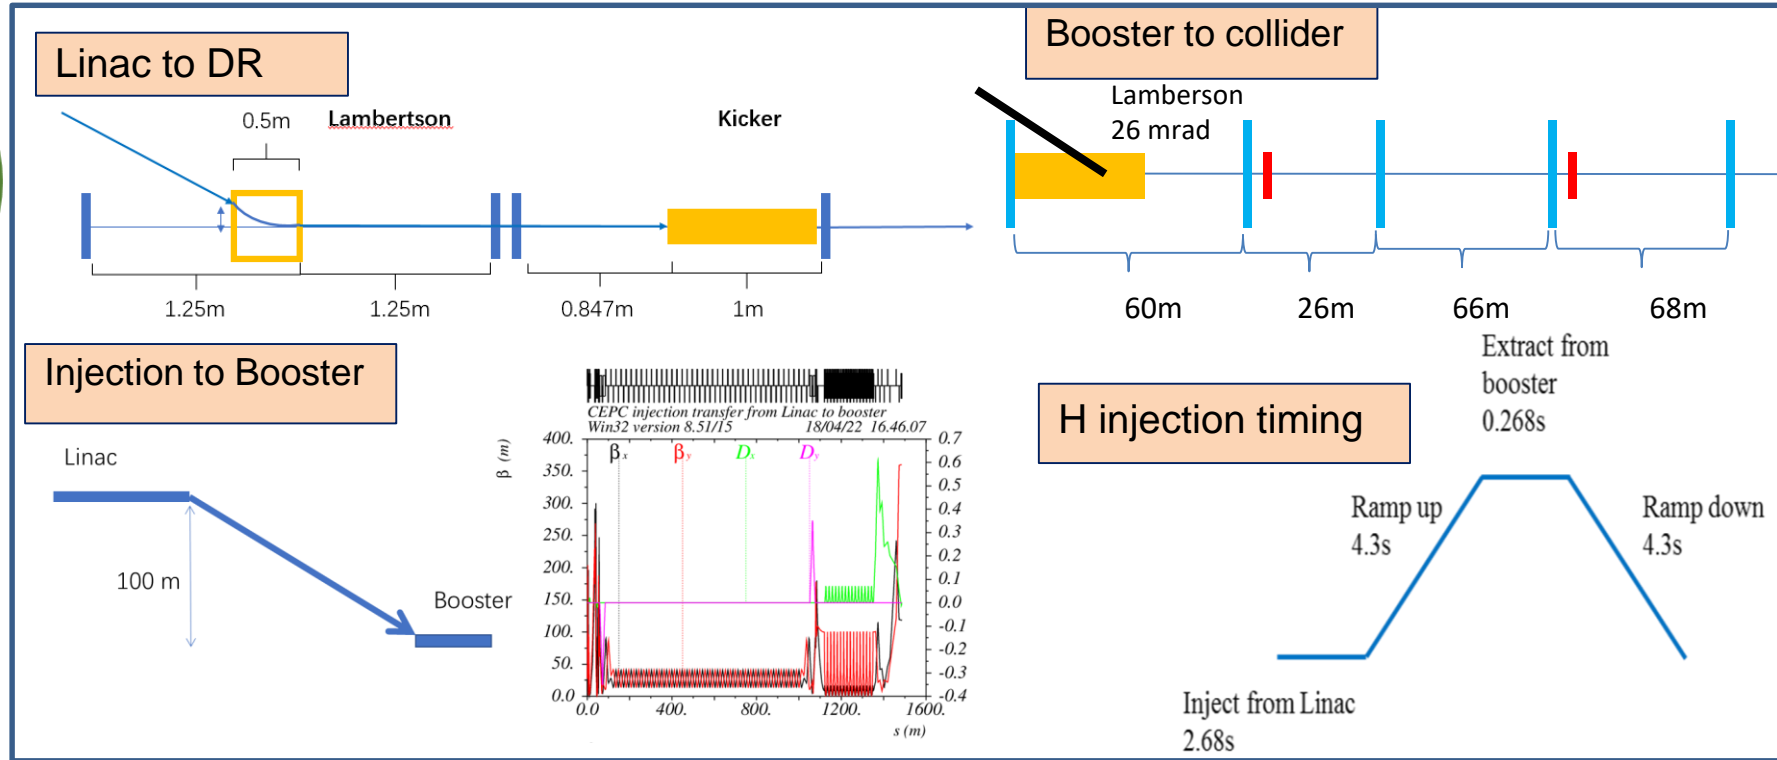 Linac to DR
0.5m
Lambertson
Kicker
1.25m
1.25m
0.847m
1m
Booster to collider
Lamberson
26 mrad
60m
26m
66m
68m
Injection to Booster
Linac
100 m
Booster
CEPC injection transfer from Linac to booster
Win32 version 8.51/15 18/04/22 16.46.07
β (m)
400.
350.
300.
250.
200.
150.
100.
50.
0.0
βx
βy
Dx
Dy
0.7
0.6
0.5
0.4
0.3
0.2
0.1
0.0
-0.1
-0.2
-0.3
-0.4
0.0
400.
800.
1200.
1600.
s (m)
H injection timing
Extract from
booster
0.268s
Ramp up
4.3s
Ramp down
4.3s
Inject from Linac
2.68s